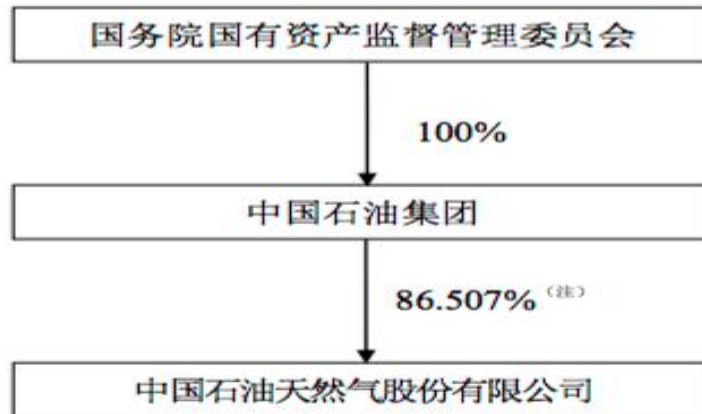 国务院国有资产监督管理委员会
100%
中国石油集团
86.507%（注）
中国石油天然气股份有限公司